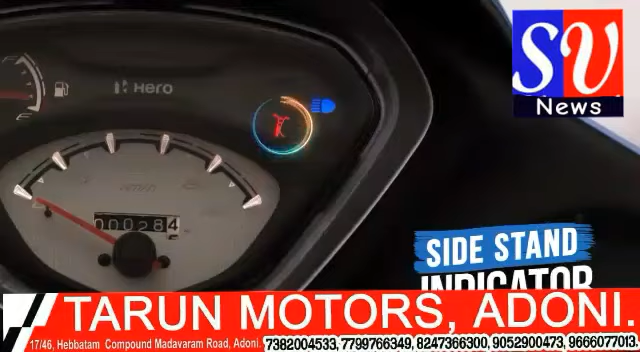 SV
News
Hero
E
000284
SIDE STAND
INDICATOR
TARUN MOTORS, ADONI.
17/46, Hebbatam Compound Madavaram Road, Adoni. 7382004533, 7799766349, 8247366300, 9052900473, 9666077013.